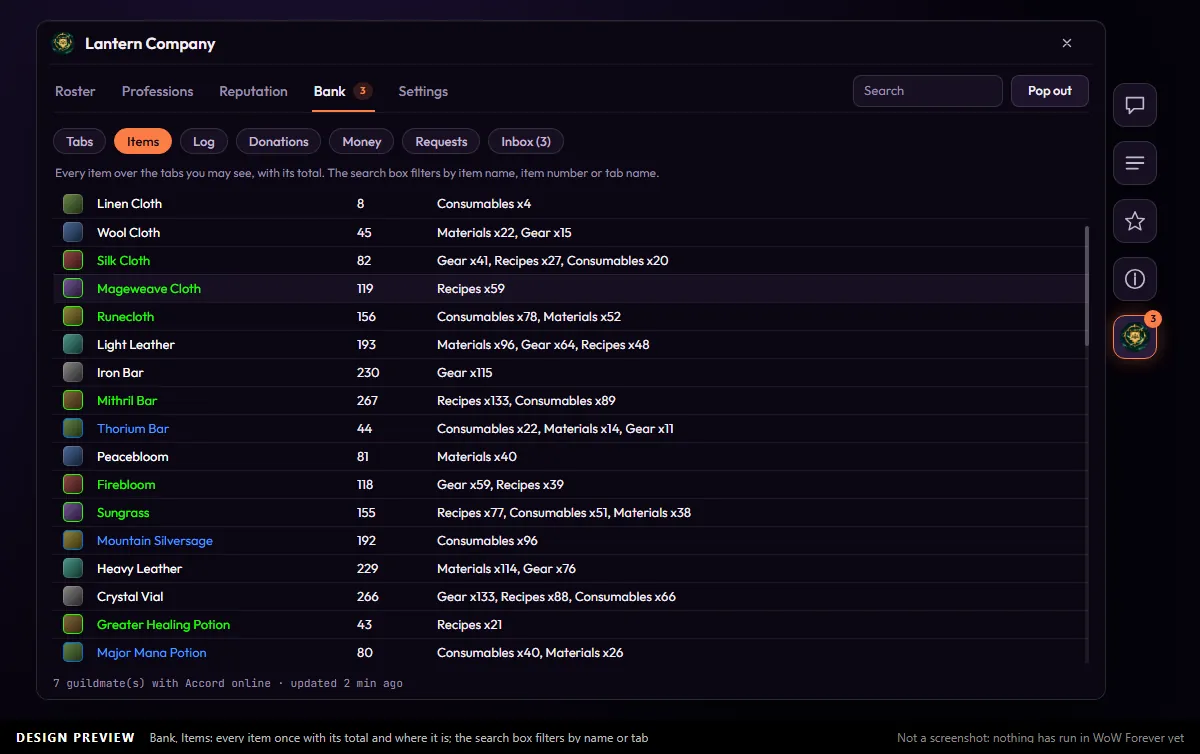 Lantern Company
Roster Professions Reputation Bank 3 Settings Search Pop out
Tabs Items Log Donations Money Requests Inbox (3)
Every item over the tabs you may see, with its total. The search box filters by item name, item number or tab name.
Linen Cloth 8 Consumables x4
Wool Cloth 45 Materials x22, Gear x15
Silk Cloth 82 Gear x41, Recipes x27, Consumables x20
Mageweave Cloth 119 Recipes x59
Runecloth 156 Consumables x78, Materials x52
Light Leather 193 Materials x96, Gear x64, Recipes x48
Iron Bar 230 Gear x115
Mithril Bar 267 Recipes x133, Consumables x89
Thorium Bar 44 Consumables x22, Materials x14, Gear x11
Peacebloom 81 Materials x40
Firebloom 118 Gear x59, Recipes x39
Sungrass 155 Recipes x77, Consumables x51, Materials x38
Mountain Silversage 192 Consumables x96
Heavy Leather 229 Materials x114, Gear x76
Crystal Vial 266 Gear x133, Recipes x88, Consumables x66
Greater Healing Potion 43 Recipes x21
Major Mana Potion 80 Consumables x40, Materials x26
7 guildmate(s) with Accord online · updated 2 min ago
3
DESIGN PREVIEW Bank, Items: every item once with its total and where it is; the search box filters by name or tab Not a screenshot: nothing has run in WoW Forever yet